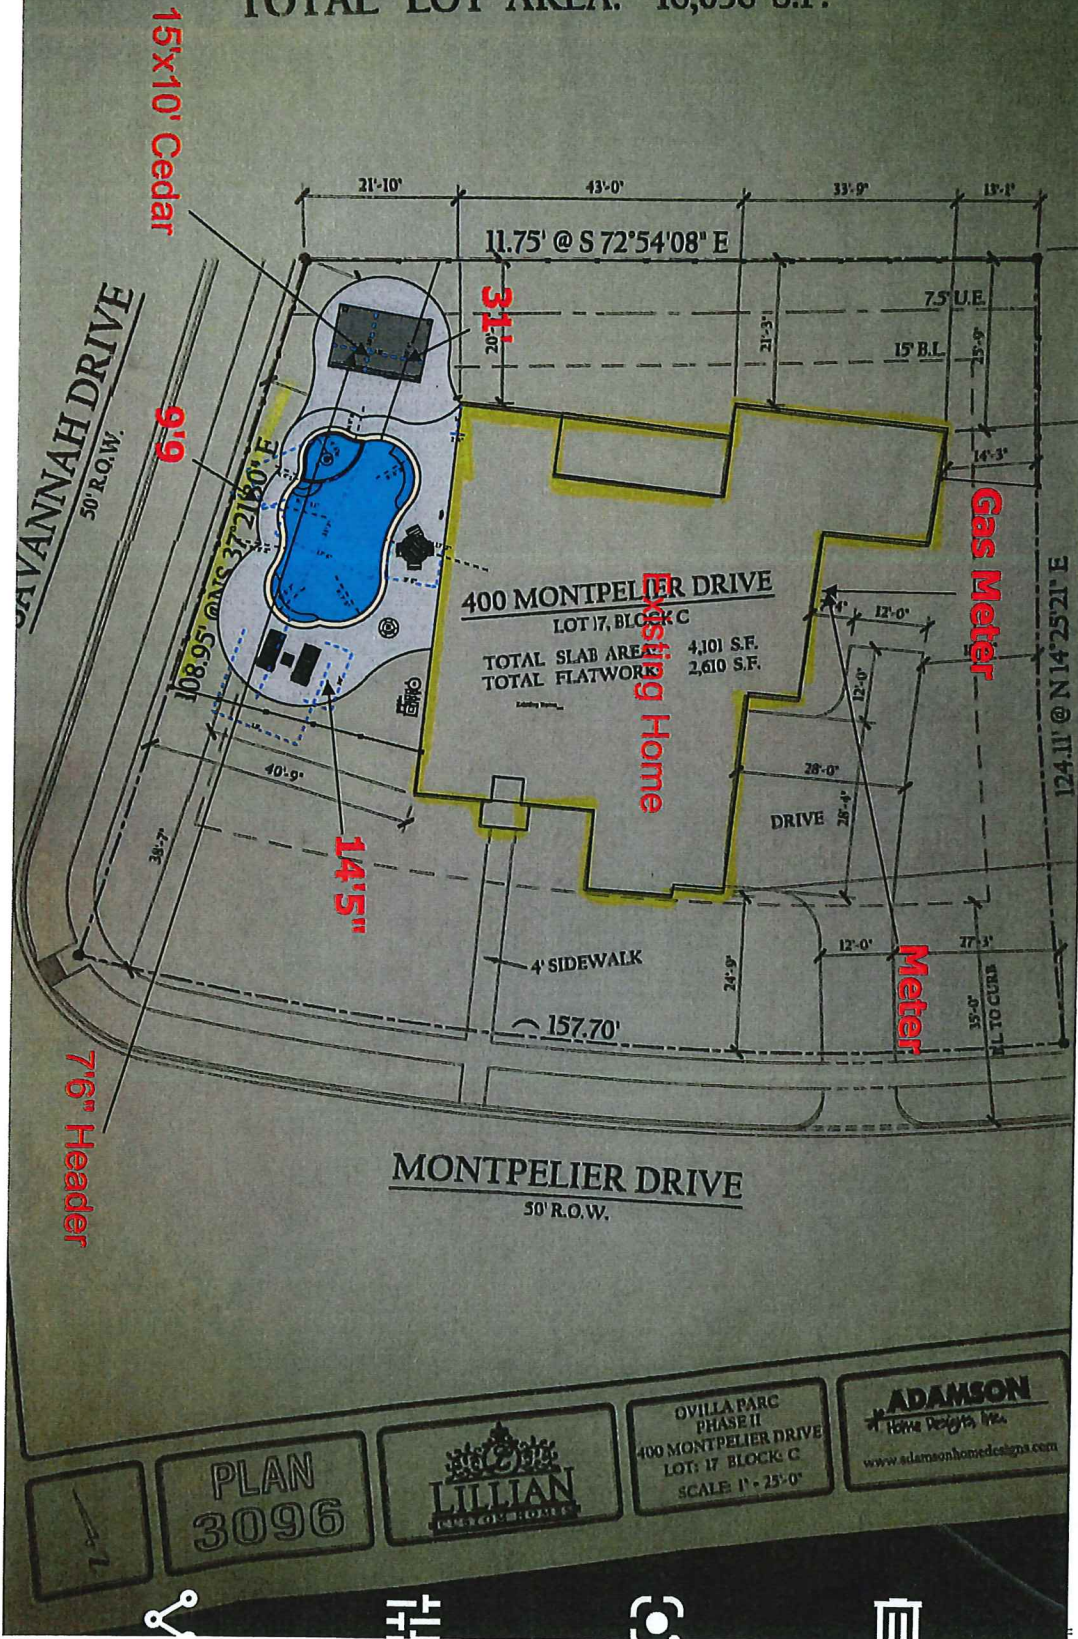 TOTAL LOT AREA:
15'x10' Cedar
21'-10"
43'-0"
33'-9"
13'-1"
11.75' @ S 72°54'08" E
7.5' U.E.
31'
20'-
21'-3"
15' B.L.
25'-9"
SAVANNAH DRIVE
50' R.O.W.
9'9
14'-3"
Gas Meter
400 MONTPELIER DRIVE
LOT 17, BLOCK C
TOTAL SLAB AREA: 4,101 S.F.
TOTAL FLATWORK: 2,610 S.F.
Existing Home
Existing Home
12'-0"
12'-0"
124.11' @ N 14°25'21" E
108.95' @
40'-9"
28'-0"
DRIVE
28'-4"
38'-7"
14'5"
4' SIDEWALK
24'-9"
12'-0"
27'-3"
Meter
35'-0"
B.L. TO CURB
157.70'
7'6" Header
MONTPELIER DRIVE
50' R.O.W.
PLAN
3096
LILLIAN
CUSTOM HOMES
OVILLA PARC
PHASE II
400 MONTPELIER DRIVE
LOT: 17 BLOCK: C
SCALE: 1" = 25'-0"
ADAMSON
Home Designs, Inc.
www.adamsonhomedesigns.com